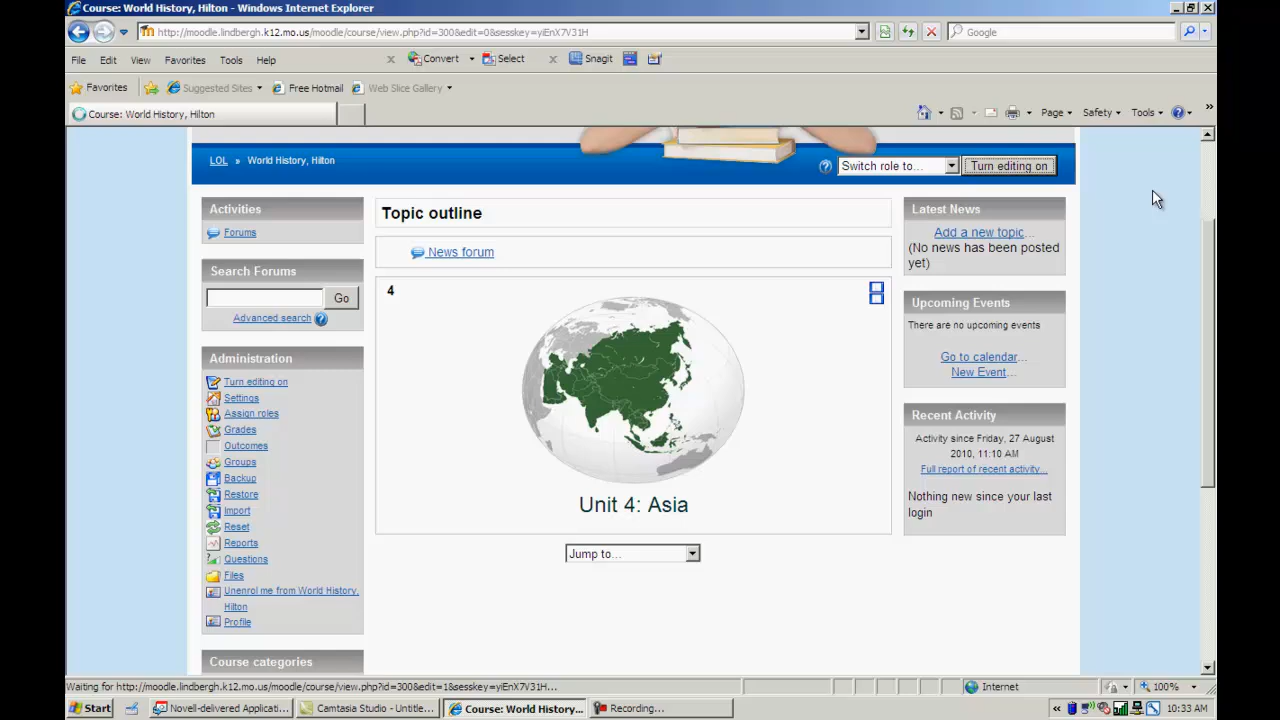 Course: World History, Hilton - Windows Internet Explorer
http://moodle.lindbergh.k12.mo.us/moodle/course/view.php?id=300&edit=0&sesskey=yiEnX7V31H
Google
File Edit View Favorites Tools Help
x Convert Select x Snagit
Favorites Suggested Sites Free Hotmail Web Slice Gallery
Course: World History, Hilton
Page Safety Tools
LOL » World History, Hilton
Switch role to... Turn editing on
Activities
Forums
Search Forums
Go
Advanced search
Administration
Turn editing on
Settings
Assign roles
Grades
Outcomes
Groups
Backup
Restore
Import
Reset
Reports
Questions
Files
Unenrol me from World History,
Hilton
Profile
Course categories
Topic outline
News forum
4
Unit 4: Asia
Jump to...
Latest News
Add a new topic...
(No news has been posted
yet)
Upcoming Events
There are no upcoming events
Go to calendar...
New Event...
Recent Activity
Activity since Friday, 27 August
2010, 11:10 AM
Full report of recent activity...
Nothing new since your last
login
Waiting for http://moodle.lindbergh.k12.mo.us/moodle/course/view.php?id=300&edit=1&sesskey=yiEnX7V31H...
Internet
100%
Start
Novell-delivered Applicati...
Camtasia Studio - Untitle...
Course: World History...
Recording...
10:33 AM